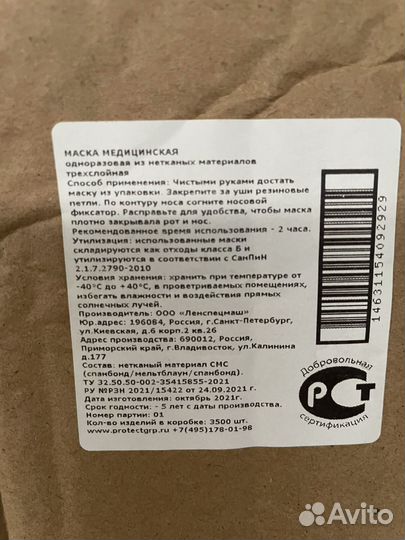 МАСКА МЕДИЦИНСКАЯ
одноразовая из нетканых материалов
трехслойная
Способ применения: Чистыми руками достать
маску из упаковки. Закрепите за уши резиновые
петли. По контуру моса согните носовой
фиксатор. Расправьте для удобства, чтобы маска
плотно закрывала рот и нос.
Рекомендованное время использования - 2 часа.
Утилизация: использованные маски
складируются как отходы класса Б и
утилизируются в соответствии с СанПиН
2.1.7.2790-2010
Условия хранения: хранить при температуре от
-40°С до +40°С, в проветриваемых помещениях,
избегать влажности и воздействия прямых
солнечных лучей.
Производитель: ООО «Ленспецмаш»
Юр.адрес: 196084, Россия, г.Санкт-Петербург,
ул.Киевская, д.6 корп.2 кв.26
Адрес производства: 690012, Россия,
Приморский край, г.Владивосток, ул.Калинина
д.177
Состав: нетканый материал СМС
(спанбонд/мельтблаун/спанбонд).
ТУ 32.50.50-002-35415855-2021
РУ №РЗН 2021/15422 от 24.09.2021 г.
Дата изготовления: октябрь 2021г.
Срок годности: - 5 лет с даты производства.
Номер партии: 01
Кол-во изделий в коробке: 3500 шт.
www.protectgrp.ru +7(495)178-01-98
14631154092929
Добровольная
РСТ
сертификация
Avito